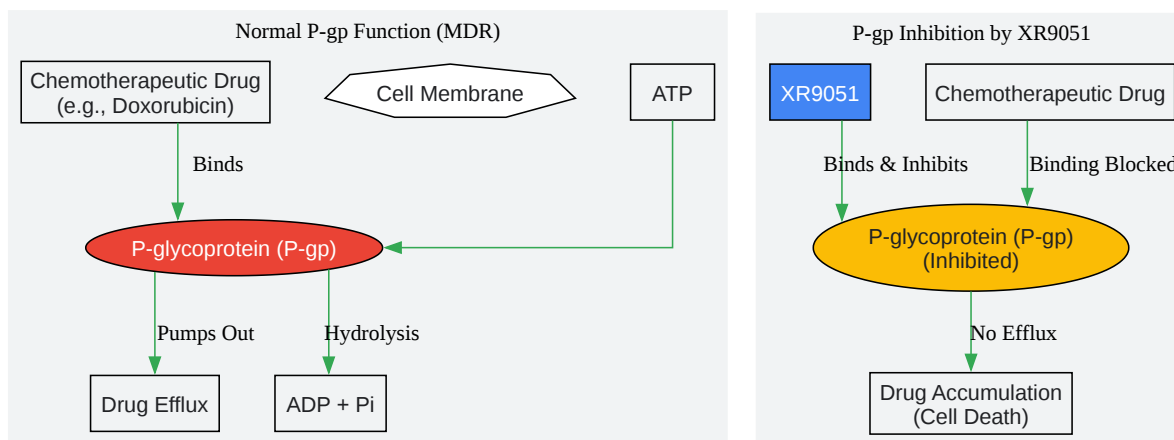 Normal P-gp Function (MDR)
Chemotherapeutic Drug
(e.g., Doxorubicin)
Cell Membrane
ATP
Binds
P-glycoprotein (P-gp)
Pumps Out
Hydrolysis
Drug Efflux
ADP + Pi
P-gp Inhibition by XR9051
XR9051
Chemotherapeutic Drug
Binds & Inhibits
Binding Blocked
P-glycoprotein (P-gp)
(Inhibited)
No Efflux
Drug Accumulation
(Cell Death)